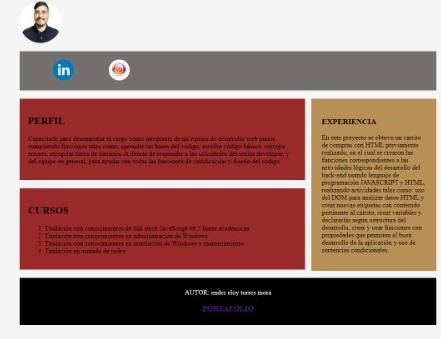 PERFIL
Capacitado para desempeñar el cargo como integrante de un equipo de desarrollo web junior,
cumpliendo funciones tales como, aprender las bases del código, escribir código básico, corregir
errores, recopilar datos de usuarios. A demás de responder a las solicitudes del senior developer, y
del equipo en general, para ayudar con todas las funciones de codificación y diseño del código
CURSOS
1. Titulación con conocimientos de full stack JavaScript 46.5 horas académicas
2. Titulación con conocimientos en administración de Windows
3. Titulación con conocimientos en instalación de Windows y mantenimiento.
4. Titulación en armado de redes
EXPERIENCIA
En este proyecto se obtuvo un carrito
de compras con HTML previamente
realizado, en el cual se crearon las
funciones correspondientes a las
actividades lógicas del desarrollo del
back-end usando lenguaje de
programación JAVASCRIPT y HTML,
realizando actividades tales como: uso
del DOM para analizar datos HTML y
crear nuevas etiquetas con contenido
pertinente al carrito, crear variables y
declararlas según estructura del
desarrollo, crear y usar funciones con
propiedades que permiten el buen
desarrollo de la aplicación y uso de
sentencias condicionales.
AUTOR: ender eloy torres mora
PORTAFOLIO